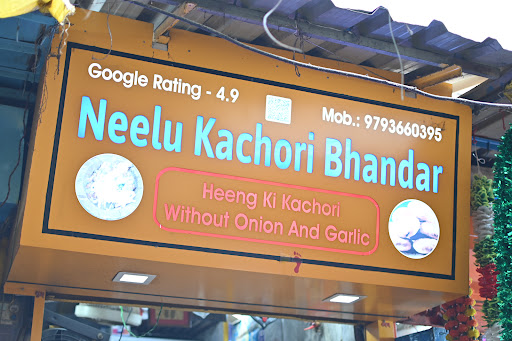 Google Rating - 4.9
Mob.: 9793660395
Neelu Kachori Bhandar
Heeng Ki Kachori
Without Onion And Garlic